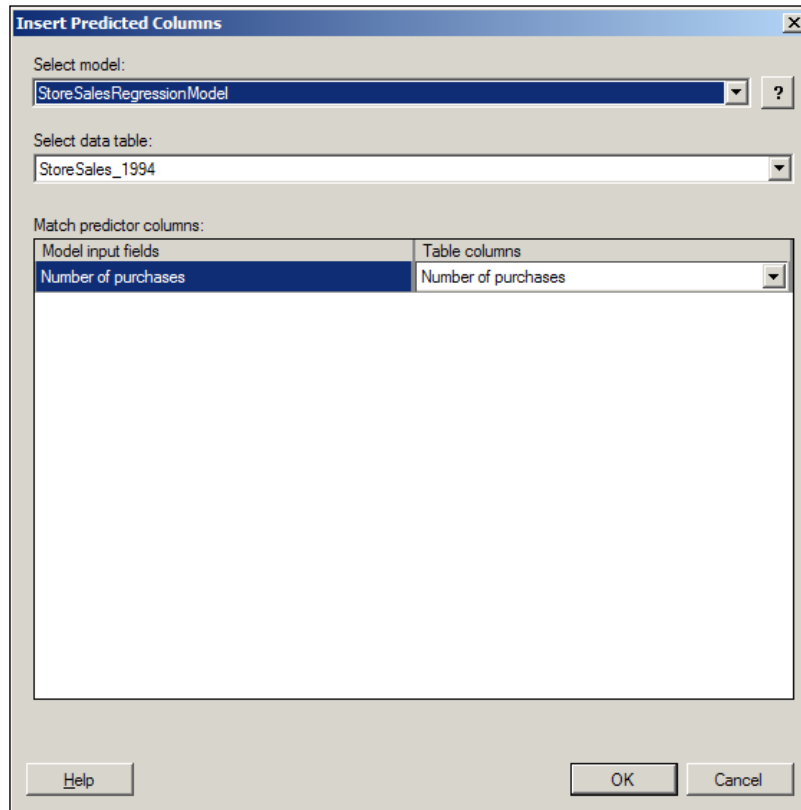 Insert Predicted Columns
Select model:
StoreSalesRegressionModel
?
Select data table:
StoreSales_1994
Match predictor columns:
Model input fields Table columns
Number of purchases Number of purchases
Help OK Cancel